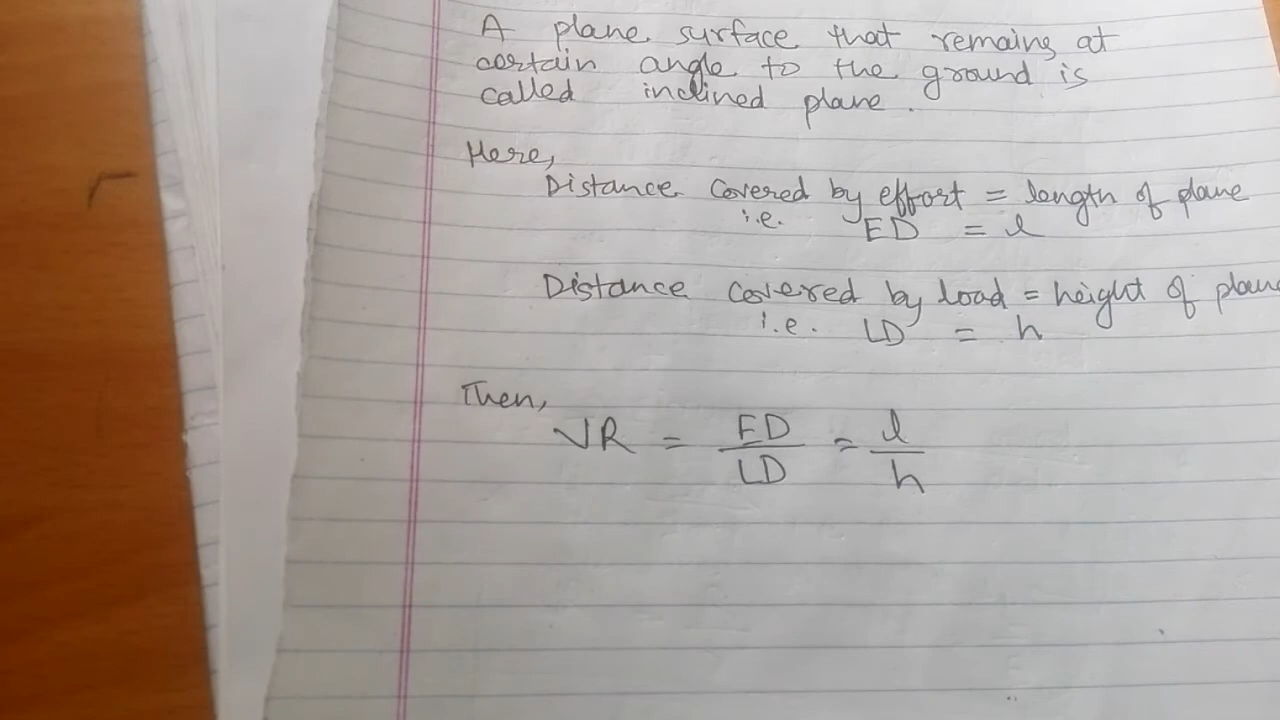 A plane surface that remains at
certain angle to the ground is
called inclined plane.
Here,
Distance Covered by effort = length of plane
i.e. ED = l
Distance covered by load = height of plane
i.e. LD = h
Then,
VR = ED/LD = l/h